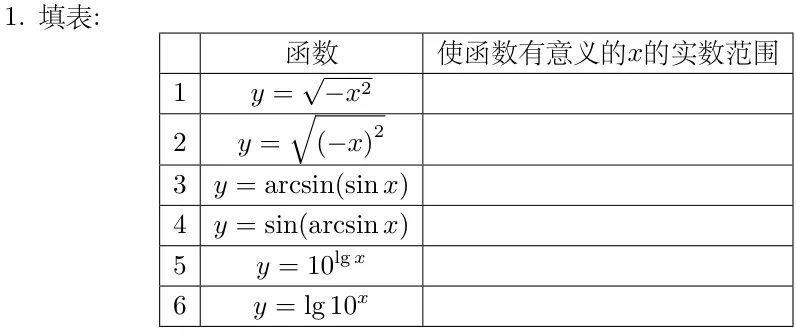 1. 填表:
函数 使函数有意义的x的实数范围
1 y = √(-x²)
2 y = √((-x)²)
3 y = arcsin(sin x)
4 y = sin(arcsin x)
5 y = 10^{lg x}
6 y = lg 10^x